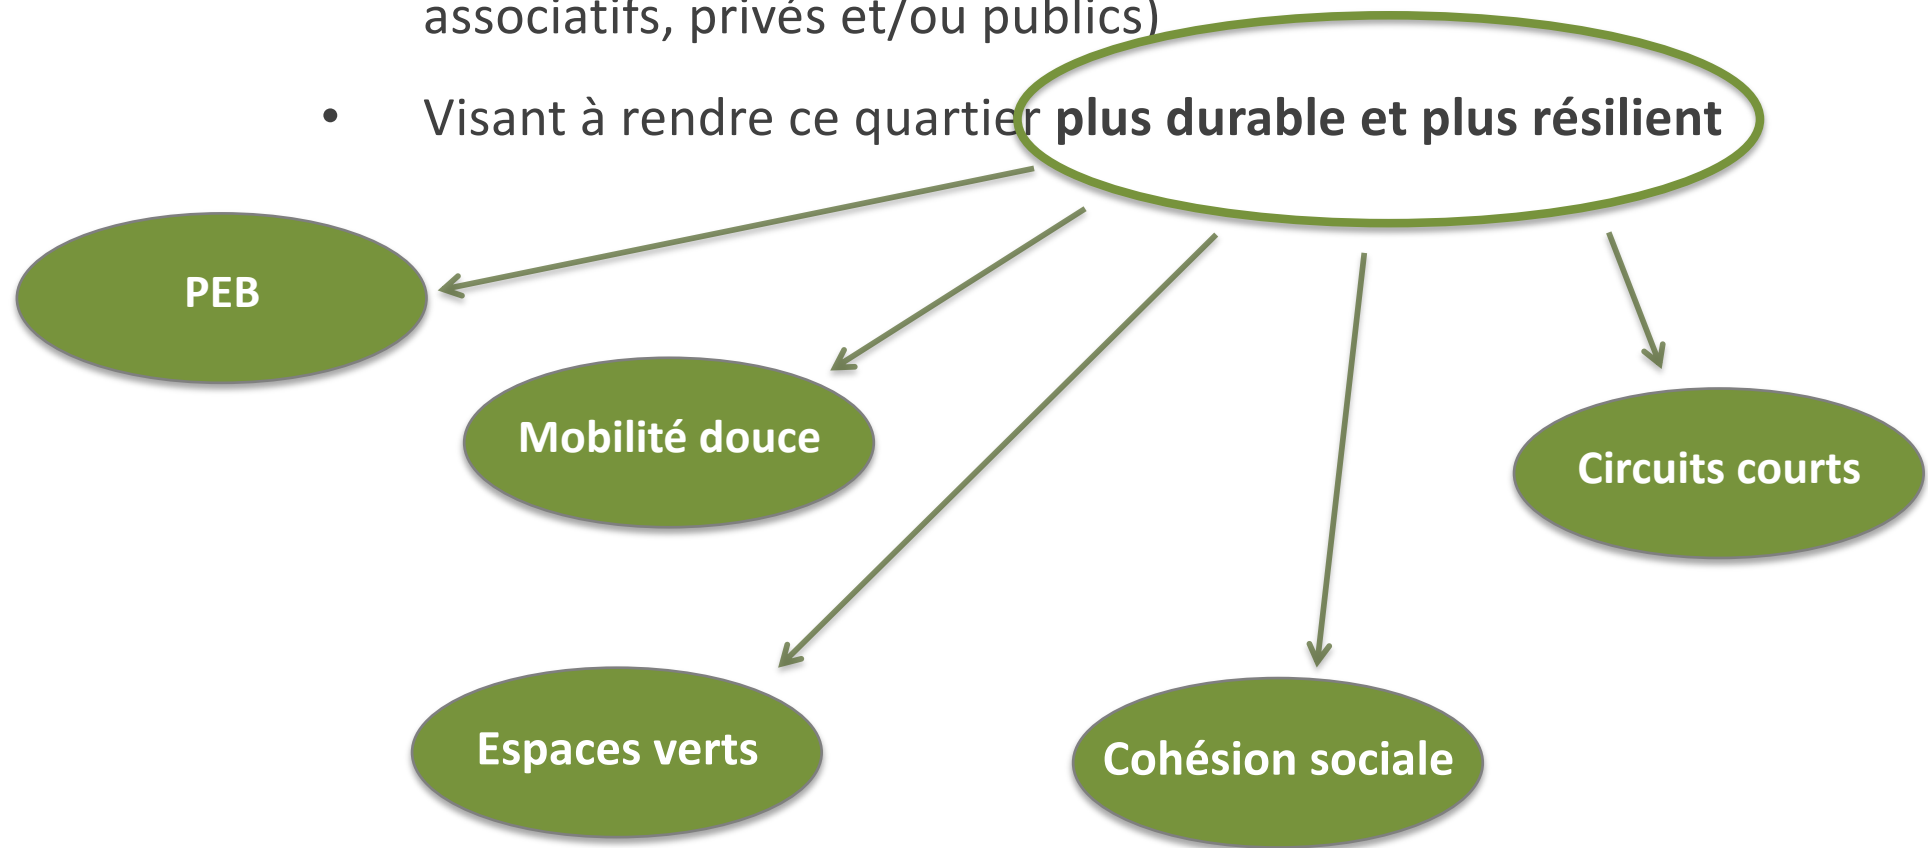 associatifs, privés et/ou publics)
• Visant à rendre ce quartier plus durable et plus résilient
PEB
Mobilité douce
Circuits courts
Espaces verts
Cohésion sociale